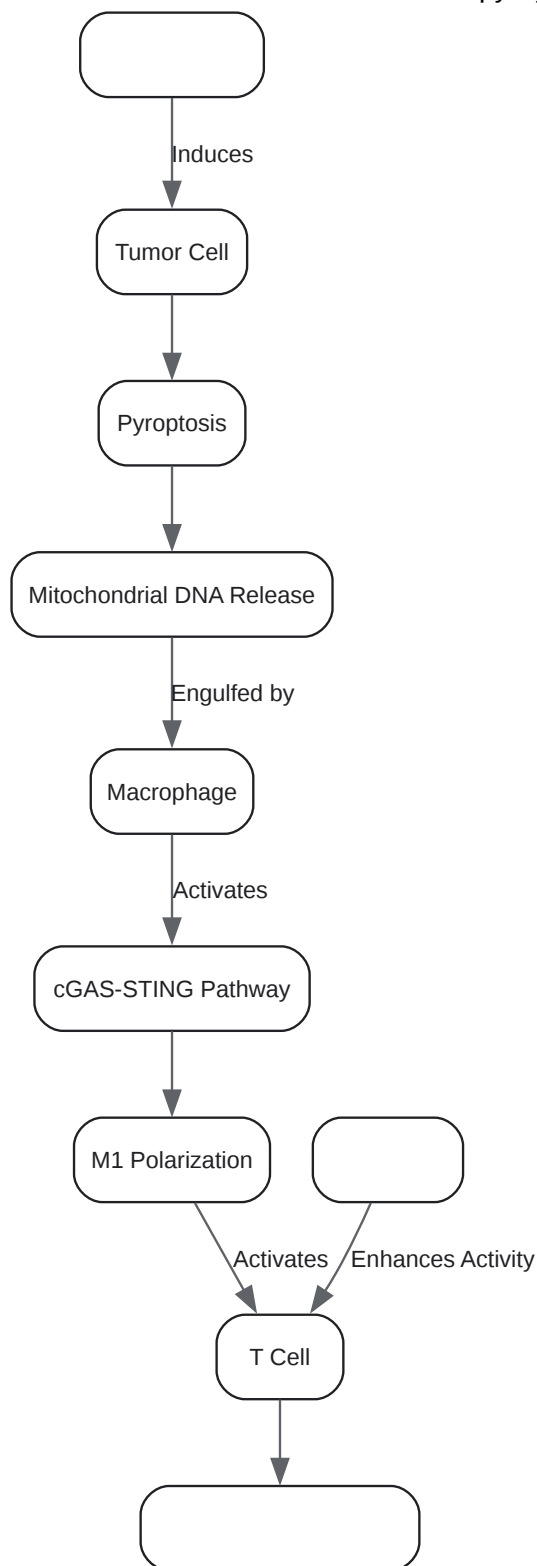 Induces
Tumor Cell
Pyroptosis
Mitochondrial DNA Release
Engulfed by
Macrophage
Activates
cGAS-STING Pathway
M1 Polarization
Activates
Enhances Activity
T Cell